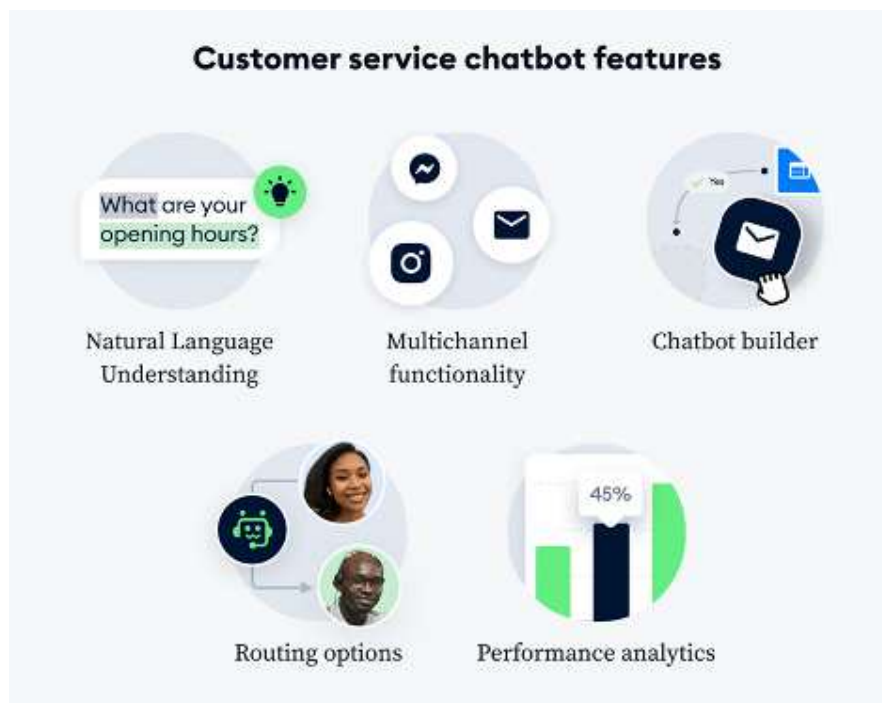 Customer service chatbot features
What are your
opening hours?
Yes
Natural Language
Understanding
Multichannel
functionality
Chatbot builder
45%
Routing options
Performance analytics